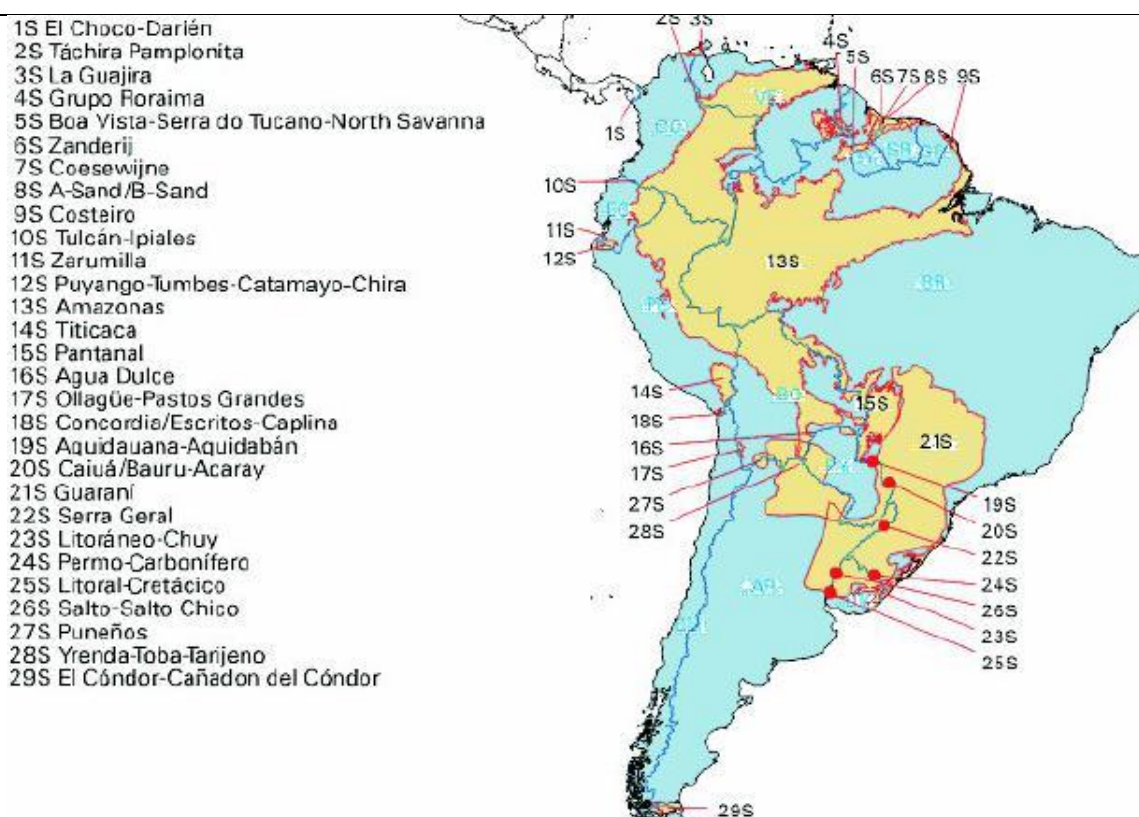 1S El Choco-Darién
2S Táchira Pamplonita
3S La Guajira
4S Grupo Roraima
5S Boa Vista-Serra do Tucano-North Savanna
6S Zanderij
7S Coesewijne
8S A-Sand/B-Sand
9S Costeiro
10S Tulcán-Ipiales
11S Zarumilla
12S Puyango-Tumbes-Catamayo-Chira
13S Amazonas
14S Titicaca
15S Pantanal
16S Agua Dulce
17S Ollagüe-Pastos Grandes
18S Concordia/Escritos-Caplina
19S Aquidauana-Aquidabán
20S Caiuá/Bauru-Acaray
21S Guaraní
22S Serra Geral
23S Litoráneo-Chuy
24S Permo-Carbonífero
25S Litoral-Cretácico
26S Salto-Salto Chico
27S Puneños
28S Yrenda-Toba-Tarijeno
29S El Cóndor-Cañadon del Cóndor
2S 3S
4S
5S
6S 7S 8S 9S
1S
10S
11S
12S
13S
BR
14S
18S
15S
16S
17S
21S
27S
28S
19S
20S
22S
24S
26S
23S
25S
29S